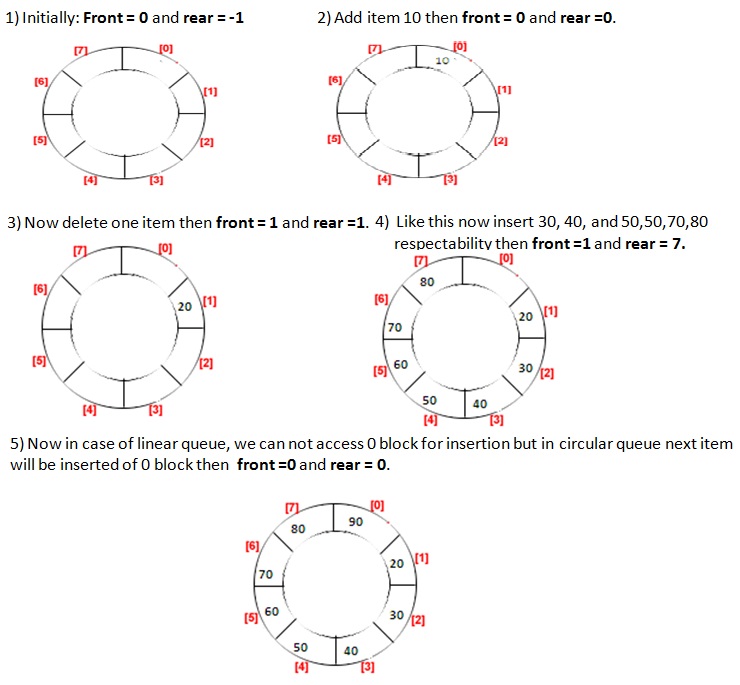 1) Initially: Front = 0 and rear = -1
2) Add item 10 then front = 0 and rear =0.
[7] [0]
[6] [1]
[5] [2]
[4] [3]
[7] [0]
10
[6] [1]
[5] [2]
[4] [3]
3) Now delete one item then front = 1 and rear =1.
4) Like this now insert 30, 40, and 50,50,70,80
respectability then front =1 and rear = 7.
[7] [0]
[6] 20 [1]
[5] [2]
[4] [3]
[7] [0]
80
[6] 20 [1]
70
[5] 60 30 [2]
50 40
[4] [3]
5) Now in case of linear queue, we can not access 0 block for insertion but in circular queue next item
will be inserted of 0 block then front =0 and rear = 0.
[7] [0]
80 90
[6] 20 [1]
70
[5] 60 30 [2]
50 40
[4] [3]